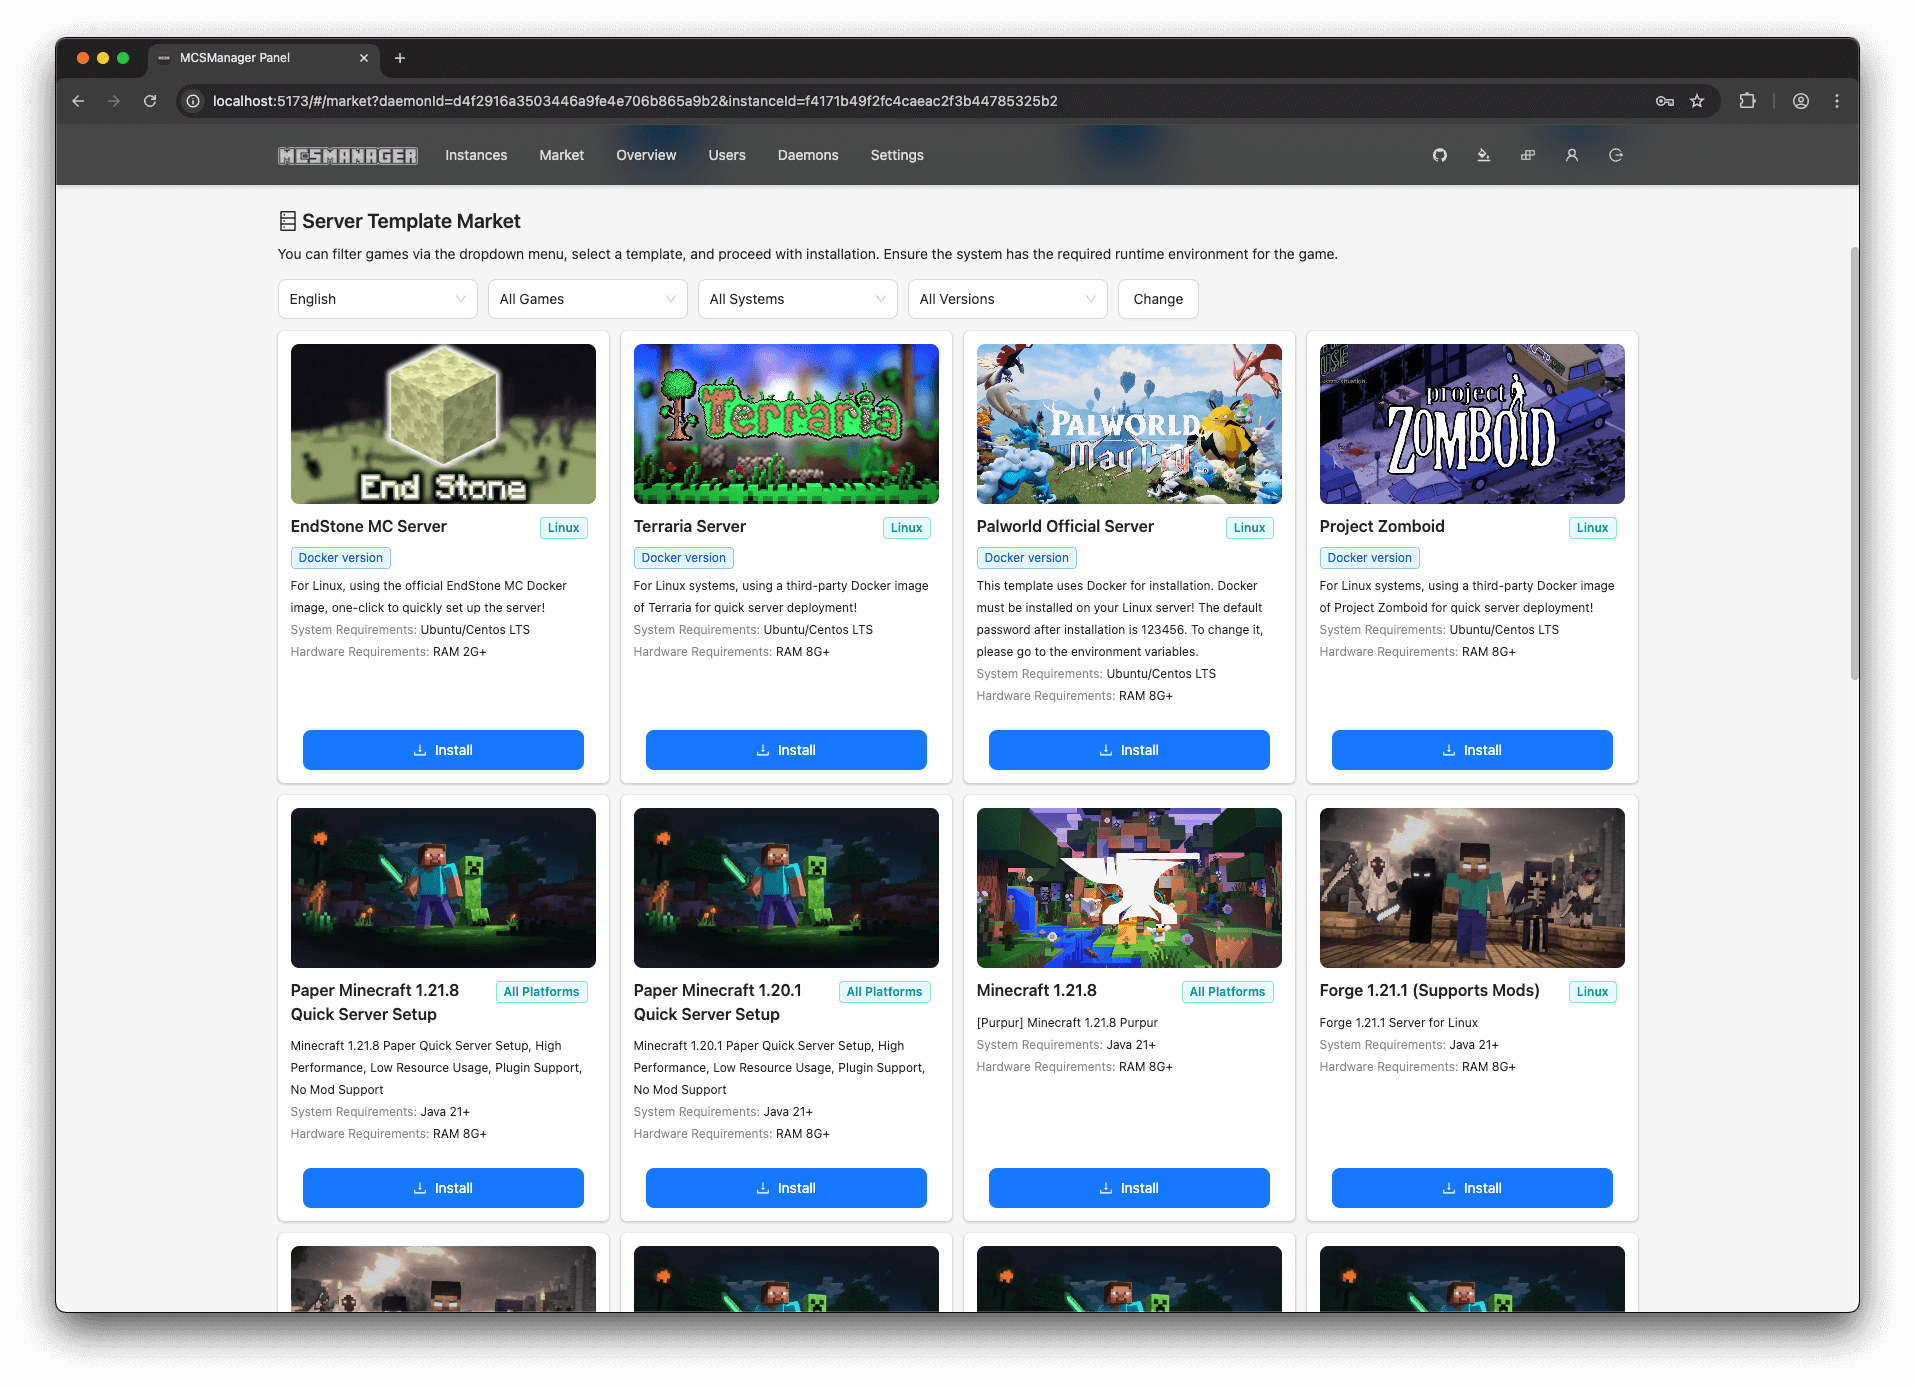 MCSManager Panel
localhost:5173/#/market?daemonId=d4f2916a3503446a9fe4e706b865a9b2&instanceId=f4171b49f2fc4caeac2f3b44785325b2
MCSMANAGER Instances Market Overview Users Daemons Settings
Server Template Market
You can filter games via the dropdown menu, select a template, and proceed with installation. Ensure the system has the required runtime environment for the game.
English All Games All Systems All Versions Change
End Stone
EndStone MC Server Linux
Docker version
For Linux, using the official EndStone MC Docker
image, one-click to quickly set up the server!
System Requirements: Ubuntu/Centos LTS
Hardware Requirements: RAM 2G+
Install
Terraria
Terraria Server Linux
Docker version
For Linux systems, using a third-party Docker image
of Terraria for quick server deployment!
System Requirements: Ubuntu/Centos LTS
Hardware Requirements: RAM 8G+
Install
PALWORLD
Palworld Official Server Linux
Docker version
This template uses Docker for installation. Docker
must be installed on your Linux server! The default
password after installation is 123456. To change it,
please go to the environment variables.
System Requirements: Ubuntu/Centos LTS
Hardware Requirements: RAM 8G+
Install
USE
situation.
project
ZOMBOID
Project Zomboid Linux
Docker version
For Linux systems, using a third-party Docker image
of Project Zomboid for quick server deployment!
System Requirements: Ubuntu/Centos LTS
Hardware Requirements: RAM 8G+
Install
Paper Minecraft 1.21.8 All Platforms
Quick Server Setup
Minecraft 1.21.8 Paper Quick Server Setup, High
Performance, Low Resource Usage, Plugin Support,
No Mod Support
System Requirements: Java 21+
Hardware Requirements: RAM 8G+
Install
Paper Minecraft 1.20.1 All Platforms
Quick Server Setup
Minecraft 1.20.1 Paper Quick Server Setup, High
Performance, Low Resource Usage, Plugin Support,
No Mod Support
System Requirements: Java 21+
Hardware Requirements: RAM 8G+
Install
Minecraft 1.21.8 All Platforms
[Purpur] Minecraft 1.21.8 Purpur
System Requirements: Java 21+
Hardware Requirements: RAM 8G+
Install
Forge 1.21.1 (Supports Mods) Linux
Forge 1.21.1 Server for Linux
System Requirements: Java 21+
Hardware Requirements: RAM 8G+
Install